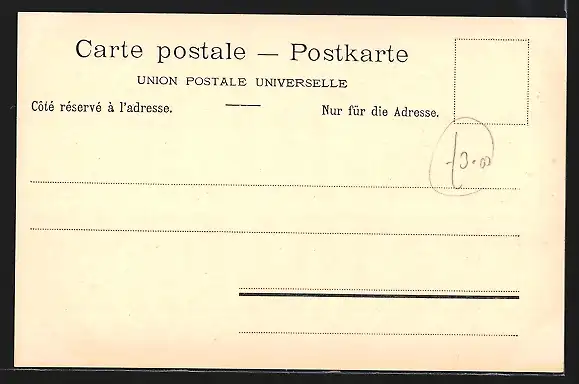 Carte postale — Postkarte
UNION POSTALE UNIVERSELLE
Côté réservé à l'adresse. Nur für die Adresse.